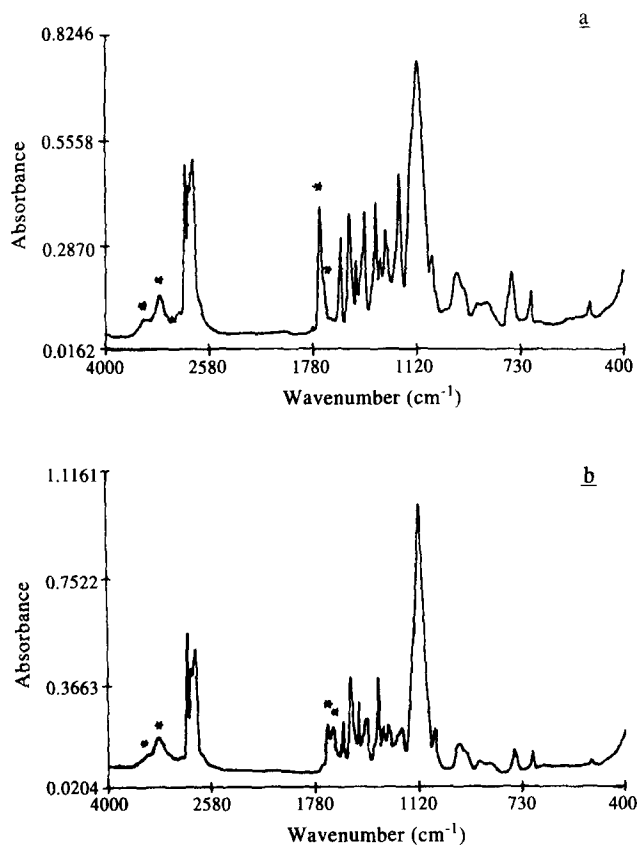 a
0.8246
0.5558
0.2870
0.0162
Absorbance
*
*
*
*
4000 2580 1780 1120 730 400
Wavenumber (cm-1)
b
1.1161
0.7522
0.3663
0.0204
Absorbance
* *
* *
4000 2580 1780 1120 730 400
Wavenumber (cm-1)